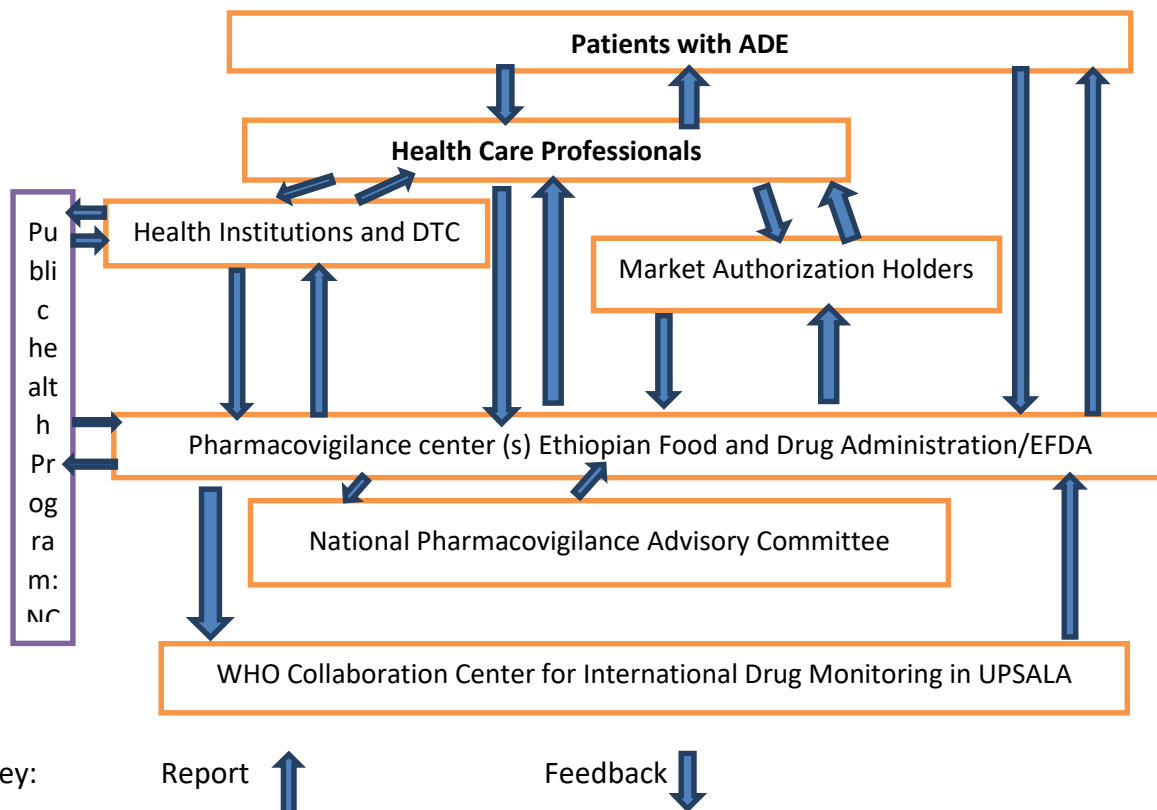 Patients with ADE
Health Care Professionals
Health Institutions and DTC
Market Authorization Holders
Pu
bli
c
he
alt
h
Pr
og
ra
m:
NC
Pharmacovigilance center (s) Ethiopian Food and Drug Administration/EFDA
National Pharmacovigilance Advisory Committee
WHO Collaboration Center for International Drug Monitoring in UPSALA
ey: Report Feedback